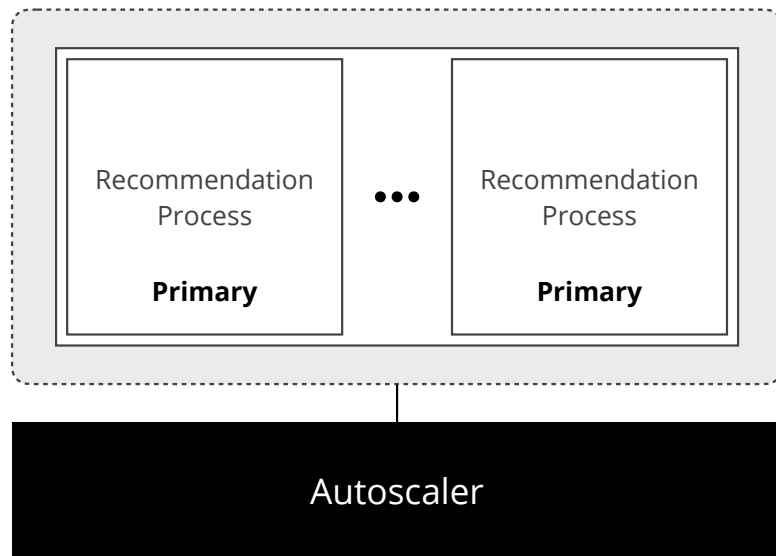 Recommendation
Process
Primary
•••
Recommendation
Process
Primary
Autoscaler